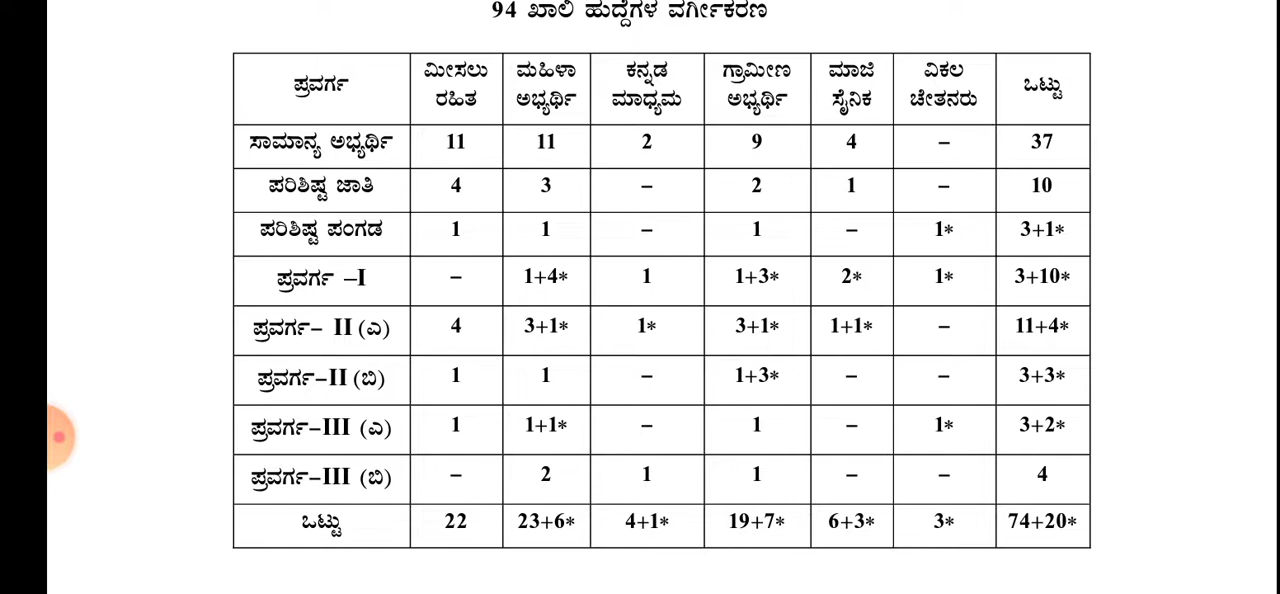 94 ಖಾಲಿ ಹುದ್ದೆಗಳ ವರ್ಗೀಕರಣ
ಪ್ರವರ್ಗ ಮೀಸಲು ರಹಿತ ಮಹಿಳಾ ಅಭ್ಯರ್ಥಿ ಕನ್ನಡ ಮಾಧ್ಯಮ ಗ್ರಾಮೀಣ ಅಭ್ಯರ್ಥಿ ಮಾಜಿ ಸೈನಿಕ ವಿಕಲ ಚೇತನರು ಒಟ್ಟು
ಸಾಮಾನ್ಯ ಅಭ್ಯರ್ಥಿ 11 11 2 9 4 – 37
ಪರಿಶಿಷ್ಟ ಜಾತಿ 4 3 – 2 1 – 10
ಪರಿಶಿಷ್ಟ ಪಂಗಡ 1 1 – 1 – 1* 3+1*
ಪ್ರವರ್ಗ –I – 1+4* 1 1+3* 2* 1* 3+10*
ಪ್ರವರ್ಗ– II (ಎ) 4 3+1* 1* 3+1* 1+1* – 11+4*
ಪ್ರವರ್ಗ–II (ಬಿ) 1 1 – 1+3* – – 3+3*
ಪ್ರವರ್ಗ–III (ಎ) 1 1+1* – 1 – 1* 3+2*
ಪ್ರವರ್ಗ–III (ಬಿ) – 2 1 1 – – 4
ಒಟ್ಟು 22 23+6* 4+1* 19+7* 6+3* 3* 74+20*